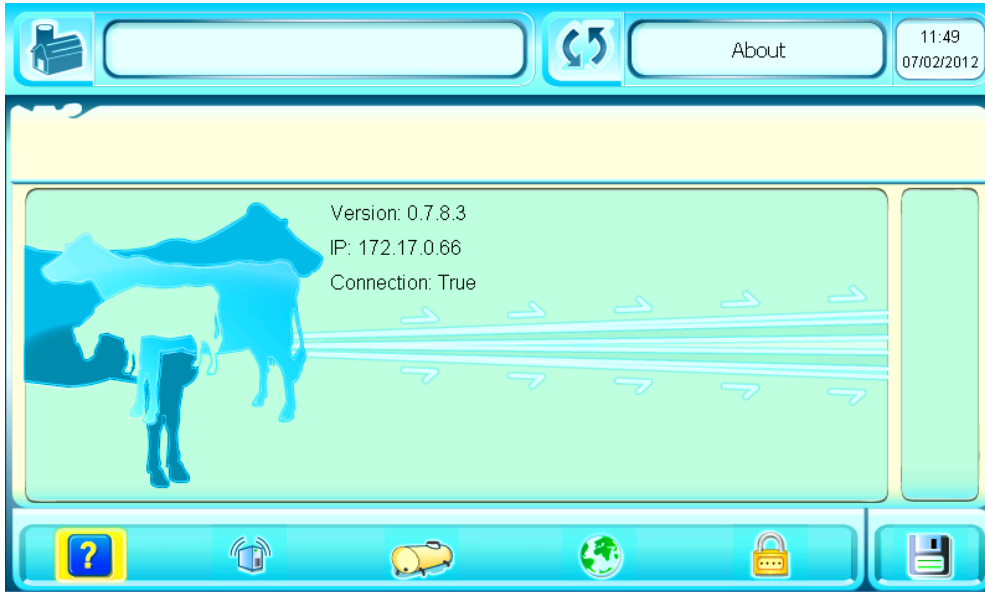 About
11:49
07/02/2012
Version: 0.7.8.3
IP: 172.17.0.66
Connection: True
?